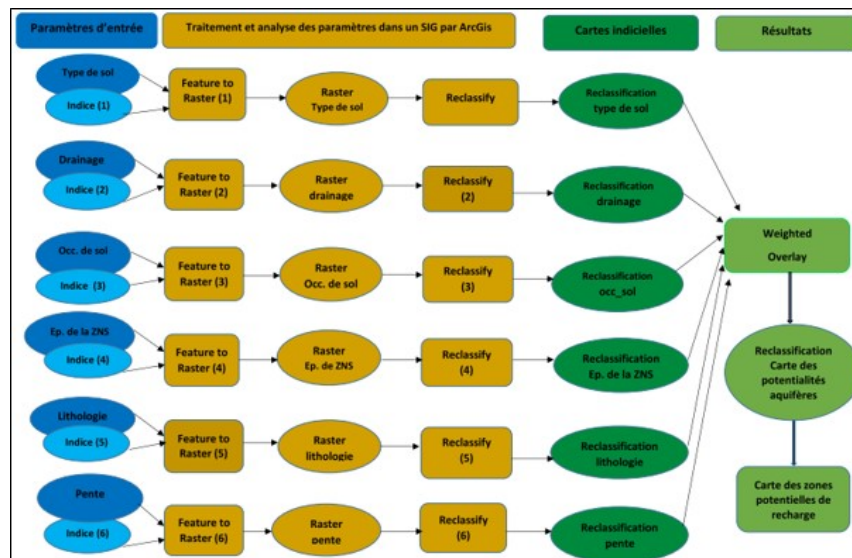 Paramètres d'entrée
Traitement et analyse des paramètres dans un SIG par ArcGis
Cartes indicielles
Résultats
Type de sol
Indice (1)
Feature to
Raster (1)
Raster
Type de sol
Reclassify
Reclassification
type de sol
Drainage
Indice (2)
Feature to
Raster (2)
Raster
drainage
Reclassify
(2)
Reclassification
drainage
Occ. de sol
Indice (3)
Feature to
Raster (3)
Raster
Occ. de sol
Reclassify
(3)
Reclassification
occ_sol
Ep. de la ZNS
Indice (4)
Feature to
Raster (4)
Raster
Ep. de ZNS
Reclassify
(4)
Reclassification
Ep. de la ZNS
Lithologie
Indice (5)
Feature to
Raster (5)
Raster
lithologie
Reclassify
(5)
Reclassification
lithologie
Pente
Indice (6)
Feature to
Raster (6)
Raster
pente
Reclassify
(6)
Reclassification
pente
Weighted
Overlay
Reclassification
Carte des
potentialités
aquifères
Carte des zones
potentielles de
recharge